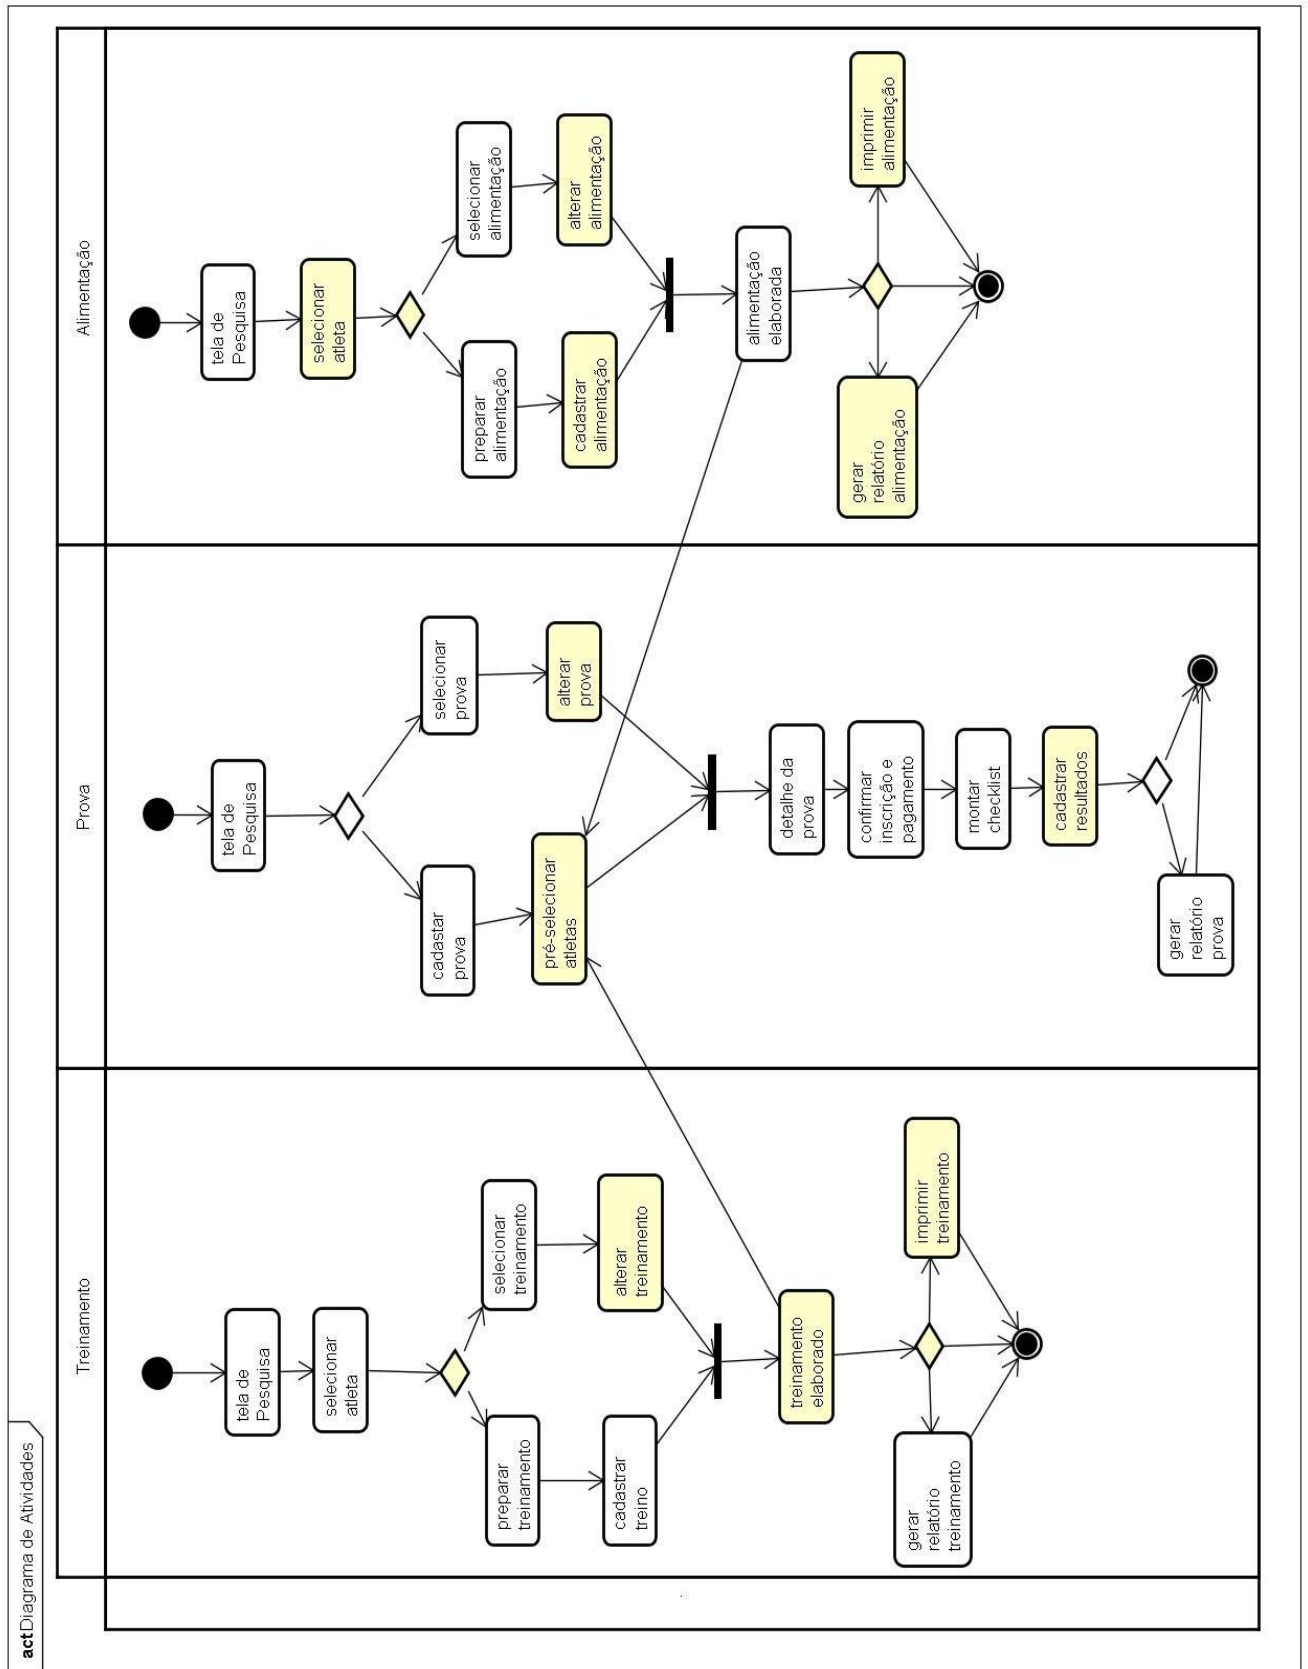 actDiagrama de Atividades
Treinamento
Prova
Alimentação
tela de
Pesquisa
selecionar
atleta
preparar
treinamento
selecionar
treinamento
cadastrar
treino
alterar
treinamento
treinamento
elaborado
gerar
relatório
treinamento
imprimir
treinamento
tela de
Pesquisa
cadastar
prova
selecionar
prova
pré-selecionar
atletas
alterar
prova
detalhe da
prova
confirmar
inscrição e
pagamento
montar
checklist
cadastrar
resultados
gerar
relatório
prova
tela de
Pesquisa
selecionar
atleta
preparar
alimentação
selecionar
alimentação
cadastrar
alimentação
alterar
alimentação
alimentação
elaborada
gerar
relatório
alimentação
imprimir
alimentação